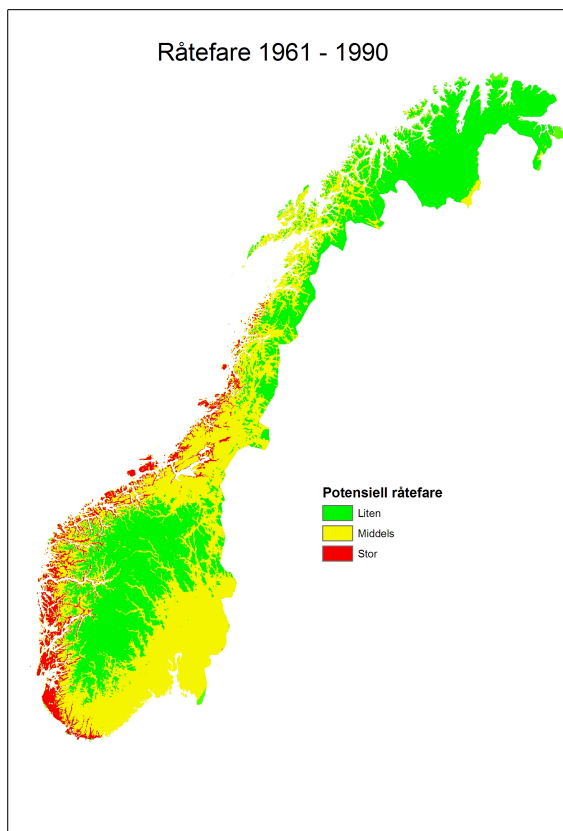 Råtefare 1961 - 1990
Potensiell råtefare
Liten
Middels
Stor